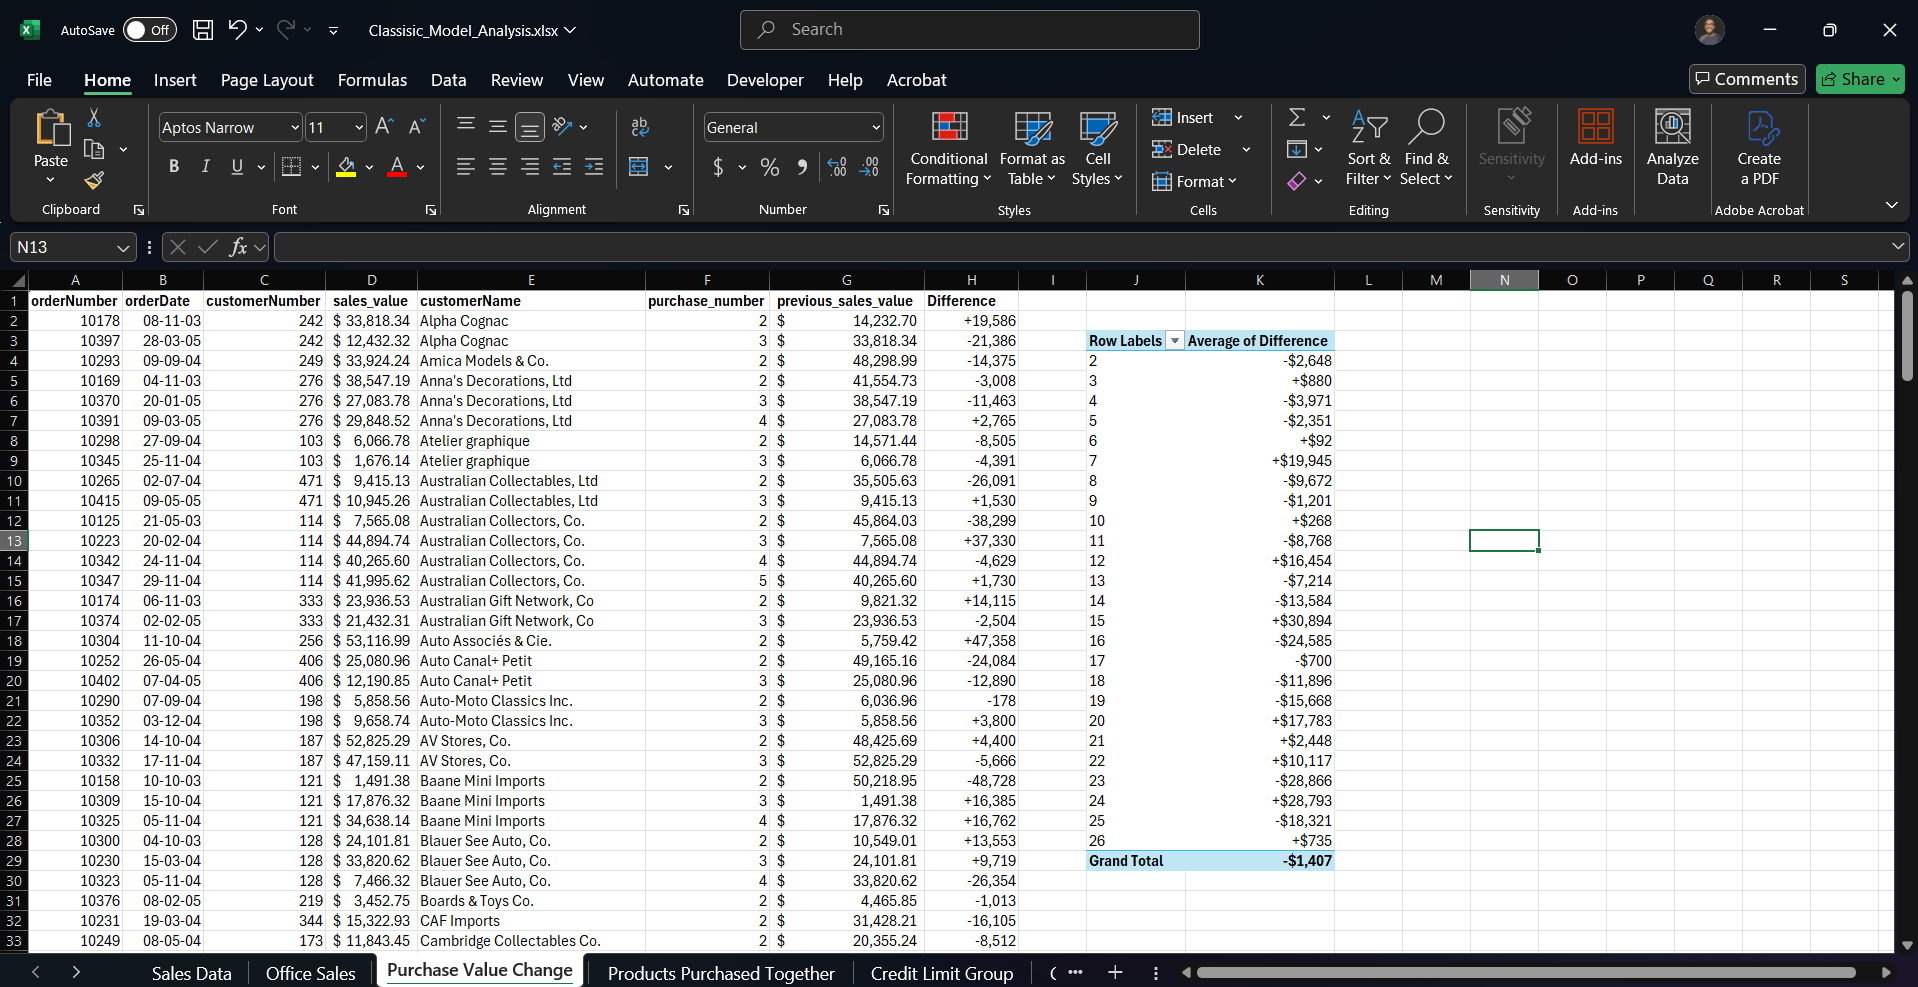 AutoSave Off Classisic_Model_Analysis.xlsx Search
File Home Insert Page Layout Formulas Data Review View Automate Developer Help Acrobat Comments Share
Paste Clipboard
Aptos Narrow 11 B I U A Font
ab Alignment
General $ % Number
Conditional Formatting Format as Table Cell Styles Styles
Insert Delete Format Cells
Sort & Filter Find & Select Editing
Sensitivity Sensitivity
Add-ins Add-ins
Analyze Data
Create a PDF Adobe Acrobat
N13 fx
A B C D E F G H I J K L M N O P Q R S
1 orderNumber orderDate customerNumber sales_value customerName purchase_number previous_sales_value Difference
2 10178 08-11-03 242 $ 33,818.34 Alpha Cognac 2 $ 14,232.70 +19,586
3 10397 28-03-05 242 $ 12,432.32 Alpha Cognac 3 $ 33,818.34 -21,386 Row Labels Average of Difference
4 10293 09-09-04 249 $ 33,924.24 Amica Models & Co. 2 $ 48,298.99 -14,375 2 -$2,648
5 10169 04-11-03 276 $ 38,547.19 Anna's Decorations, Ltd 2 $ 41,554.73 -3,008 3 +$880
6 10370 20-01-05 276 $ 27,083.78 Anna's Decorations, Ltd 3 $ 38,547.19 -11,463 4 -$3,971
7 10391 09-03-05 276 $ 29,848.52 Anna's Decorations, Ltd 4 $ 27,083.78 +2,765 5 -$2,351
8 10298 27-09-04 103 $ 6,066.78 Atelier graphique 2 $ 14,571.44 -8,505 6 +$92
9 10345 25-11-04 103 $ 1,676.14 Atelier graphique 3 $ 6,066.78 -4,391 7 +$19,945
10 10265 02-07-04 471 $ 9,415.13 Australian Collectables, Ltd 2 $ 35,505.63 -26,091 8 -$9,672
11 10415 09-05-05 471 $ 10,945.26 Australian Collectables, Ltd 3 $ 9,415.13 +1,530 9 -$1,201
12 10125 21-05-03 114 $ 7,565.08 Australian Collectors, Co. 2 $ 45,864.03 -38,299 10 +$268
13 10223 20-02-04 114 $ 44,894.74 Australian Collectors, Co. 3 $ 7,565.08 +37,330 11 -$8,768
14 10342 24-11-04 114 $ 40,265.60 Australian Collectors, Co. 4 $ 44,894.74 -4,629 12 +$16,454
15 10347 29-11-04 114 $ 41,995.62 Australian Collectors, Co. 5 $ 40,265.60 +1,730 13 -$7,214
16 10174 06-11-03 333 $ 23,936.53 Australian Gift Network, Co 2 $ 9,821.32 +14,115 14 -$13,584
17 10374 02-02-05 333 $ 21,432.31 Australian Gift Network, Co 3 $ 23,936.53 -2,504 15 +$30,894
18 10304 11-10-04 256 $ 53,116.99 Auto Associés & Cie. 2 $ 5,759.42 +47,358 16 -$24,585
19 10252 26-05-04 406 $ 25,080.96 Auto Canal+ Petit 2 $ 49,165.16 -24,084 17 -$700
20 10402 07-04-05 406 $ 12,190.85 Auto Canal+ Petit 3 $ 25,080.96 -12,890 18 -$11,896
21 10290 07-09-04 198 $ 5,858.56 Auto-Moto Classics Inc. 2 $ 6,036.96 -178 19 -$15,668
22 10352 03-12-04 198 $ 9,658.74 Auto-Moto Classics Inc. 3 $ 5,858.56 +3,800 20 +$17,783
23 10306 14-10-04 187 $ 52,825.29 AV Stores, Co. 2 $ 48,425.69 +4,400 21 +$2,448
24 10332 17-11-04 187 $ 47,159.11 AV Stores, Co. 3 $ 52,825.29 -5,666 22 +$10,117
25 10158 10-10-03 121 $ 1,491.38 Baane Mini Imports 2 $ 50,218.95 -48,728 23 -$28,866
26 10309 15-10-04 121 $ 17,876.32 Baane Mini Imports 3 $ 1,491.38 +16,385 24 +$28,793
27 10325 05-11-04 121 $ 34,638.14 Baane Mini Imports 4 $ 17,876.32 +16,762 25 -$18,321
28 10300 04-10-03 128 $ 24,101.81 Blauer See Auto, Co. 2 $ 10,549.01 +13,553 26 +$735
29 10230 15-03-04 128 $ 33,820.62 Blauer See Auto, Co. 3 $ 24,101.81 +9,719 Grand Total -$1,407
30 10323 05-11-04 128 $ 7,466.32 Blauer See Auto, Co. 4 $ 33,820.62 -26,354
31 10376 08-02-05 219 $ 3,452.75 Boards & Toys Co. 2 $ 4,465.85 -1,013
32 10231 19-03-04 344 $ 15,322.93 CAF Imports 2 $ 31,428.21 -16,105
33 10249 08-05-04 173 $ 11,843.45 Cambridge Collectables Co. 2 $ 20,355.24 -8,512
Sales Data Office Sales Purchase Value Change Products Purchased Together Credit Limit Group